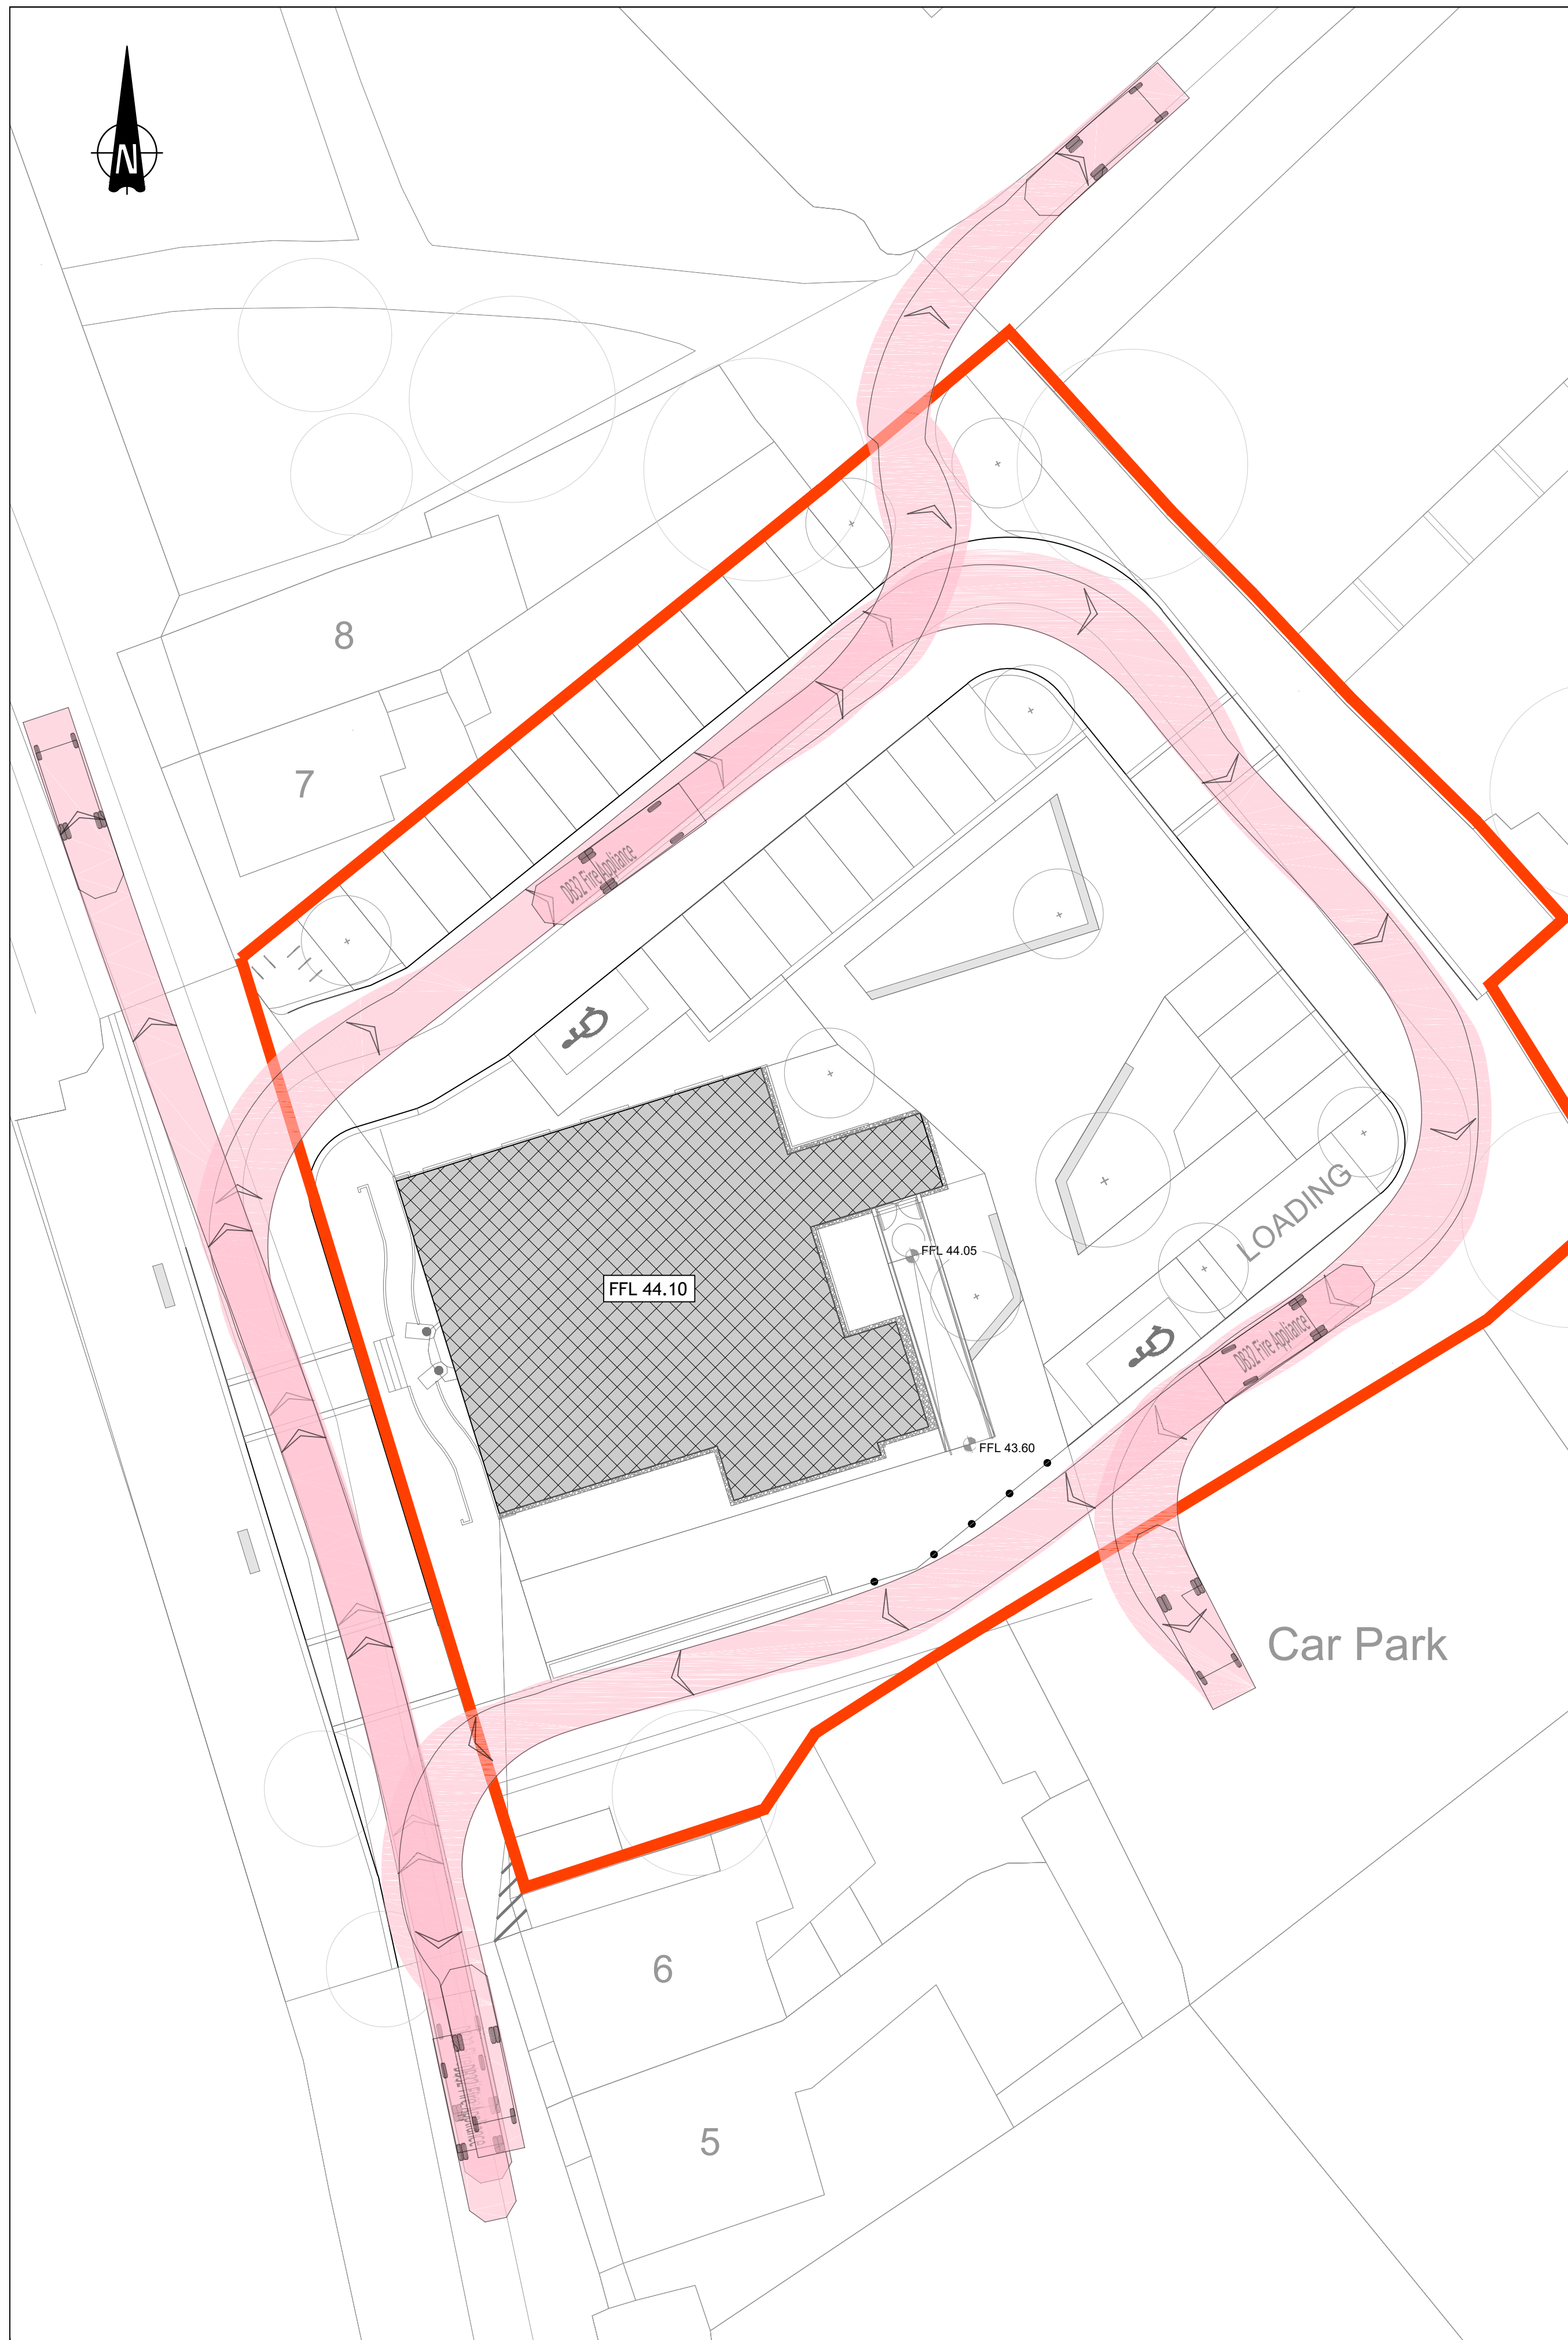 N
8
7
DB32 Fire Appliance
LOADING
FFL 44.05
FFL 44.10
DB32 Fire Appliance
FFL 43.60
Car Park
6
5